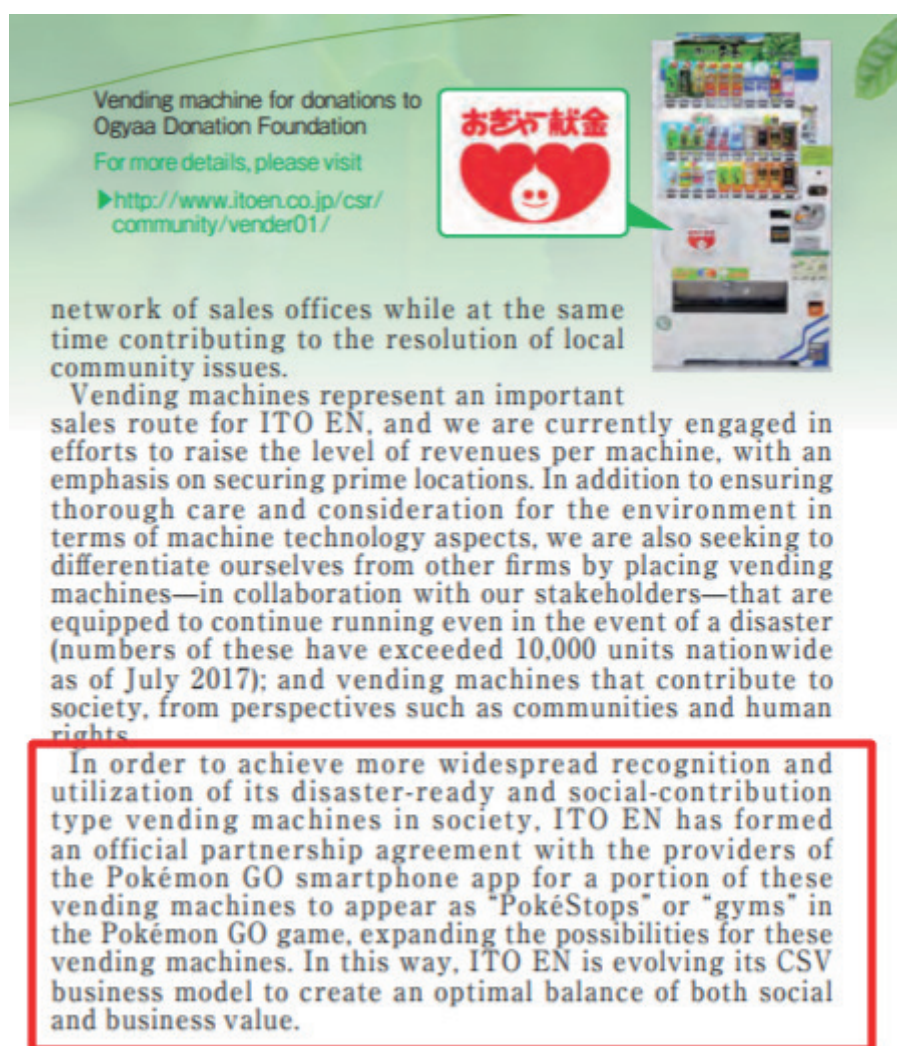 Vending machine for donations to
Ogyaa Donation Foundation
For more details, please visit
▶http://www.itoen.co.jp/csr/
community/vender01/
おぎゃー献金
network of sales offices while at the same
time contributing to the resolution of local
community issues.
Vending machines represent an important
sales route for ITO EN, and we are currently engaged in
efforts to raise the level of revenues per machine, with an
emphasis on securing prime locations. In addition to ensuring
thorough care and consideration for the environment in
terms of machine technology aspects, we are also seeking to
differentiate ourselves from other firms by placing vending
machines—in collaboration with our stakeholders—that are
equipped to continue running even in the event of a disaster
(numbers of these have exceeded 10,000 units nationwide
as of July 2017); and vending machines that contribute to
society, from perspectives such as communities and human
rights.
In order to achieve more widespread recognition and
utilization of its disaster-ready and social-contribution
type vending machines in society, ITO EN has formed
an official partnership agreement with the providers of
the Pokémon GO smartphone app for a portion of these
vending machines to appear as "PokéStops" or "gyms" in
the Pokémon GO game, expanding the possibilities for these
vending machines. In this way, ITO EN is evolving its CSV
business model to create an optimal balance of both social
and business value.